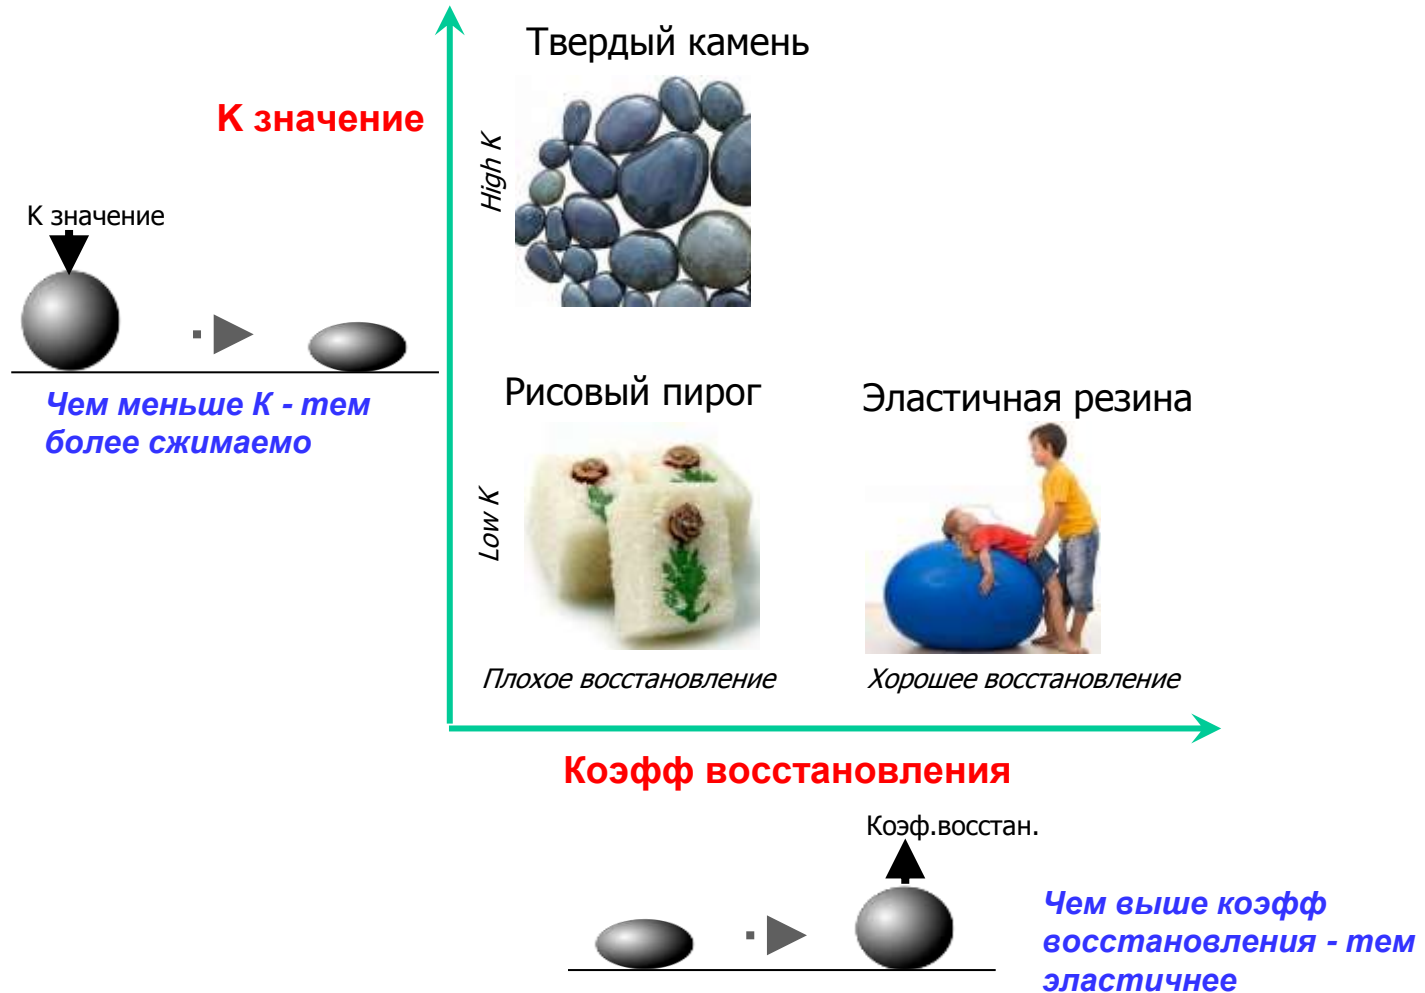 Твердый камень
K значение
High K
K значение
Чем меньше К - тем
более сжимаемо
Рисовый пирог
Эластичная резина
Low K
Плохое восстановление
Хорошее восстановление
Коэфф восстановления
Коэф.восстан.
Чем выше коэфф
восстановления - тем
эластичнее